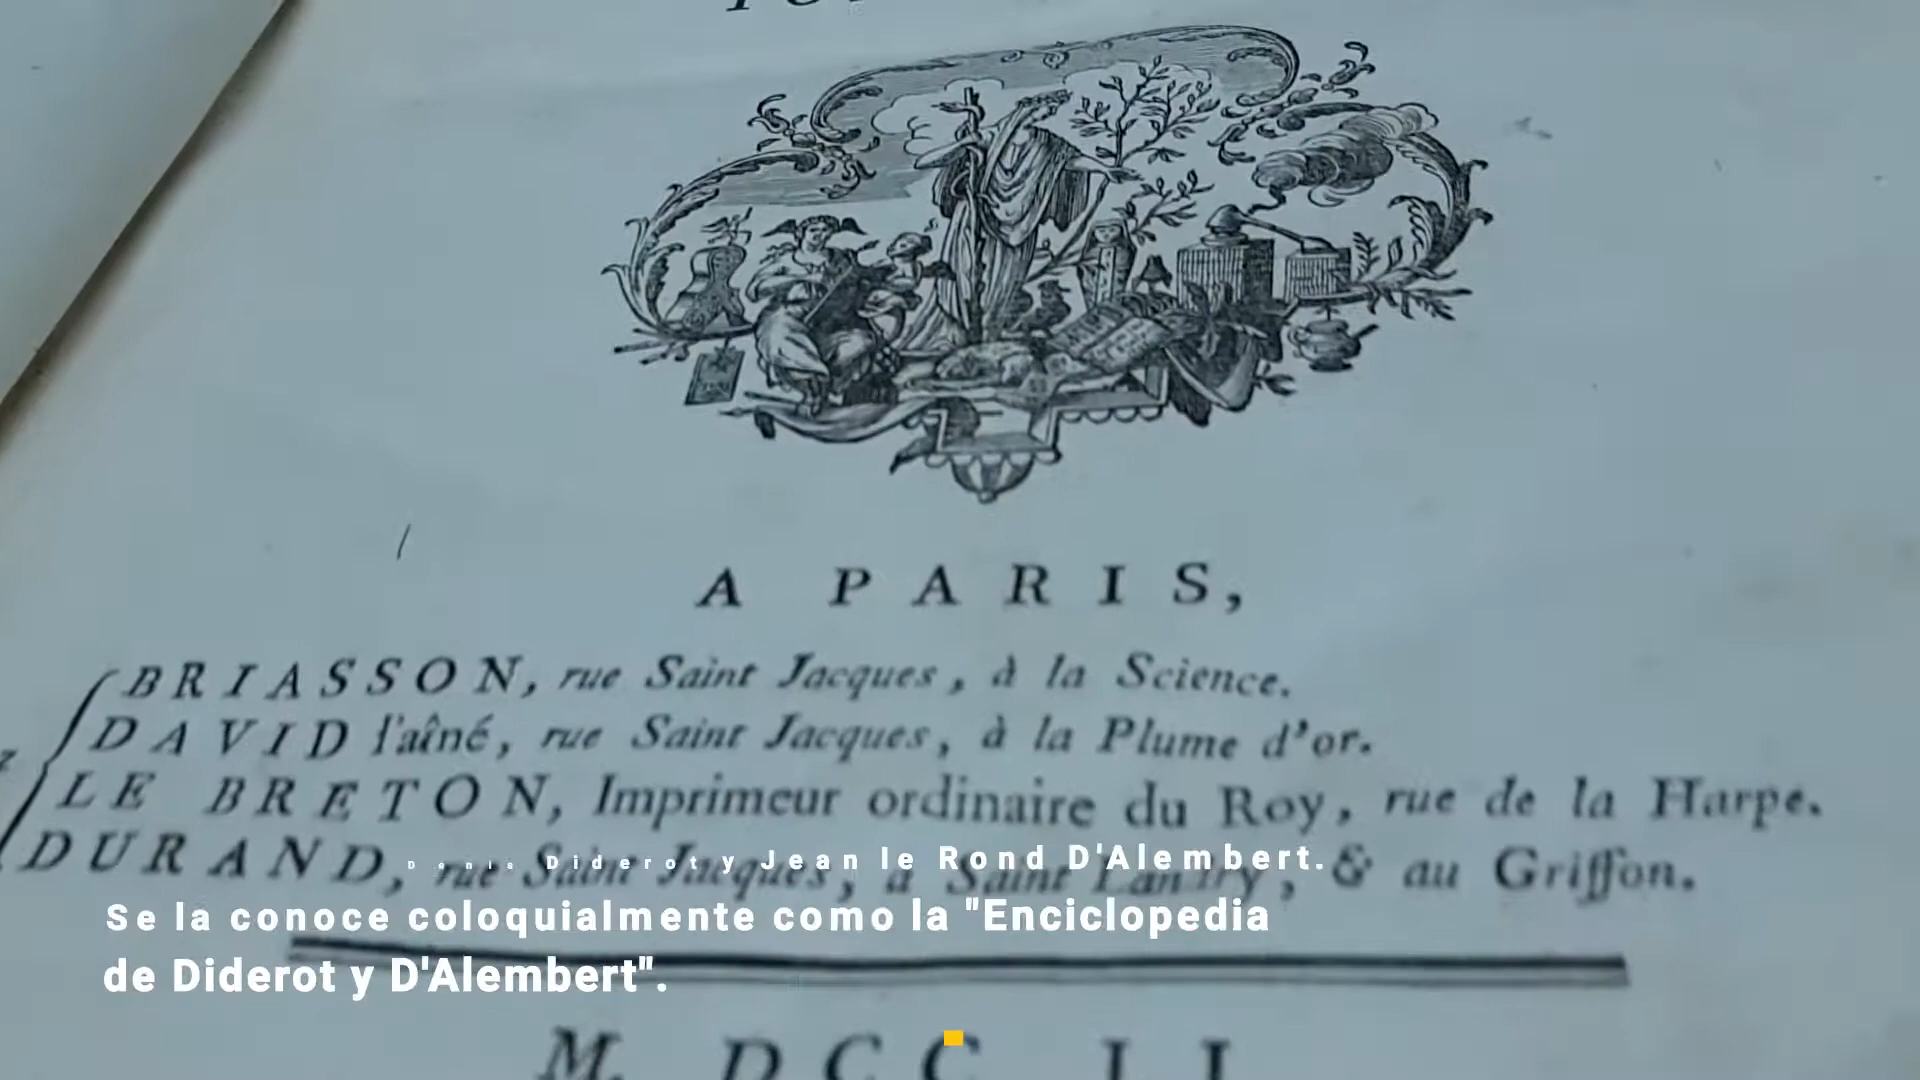 A PARIS,
BRIASSON, rue Saint Jacques, à la Science.
DAVID l'aîné, rue Saint Jacques, à la Plume d'or.
LE BRETON, Imprimeur ordinaire du Roy, rue de la Harpe.
DURAND, rue Saint Jacques, à Saint Landry, & au Griffon.
Denis Diderot y Jean le Rond D'Alembert.
Se la conoce coloquialmente como la "Enciclopedia
de Diderot y D'Alembert".
M. DCC LI